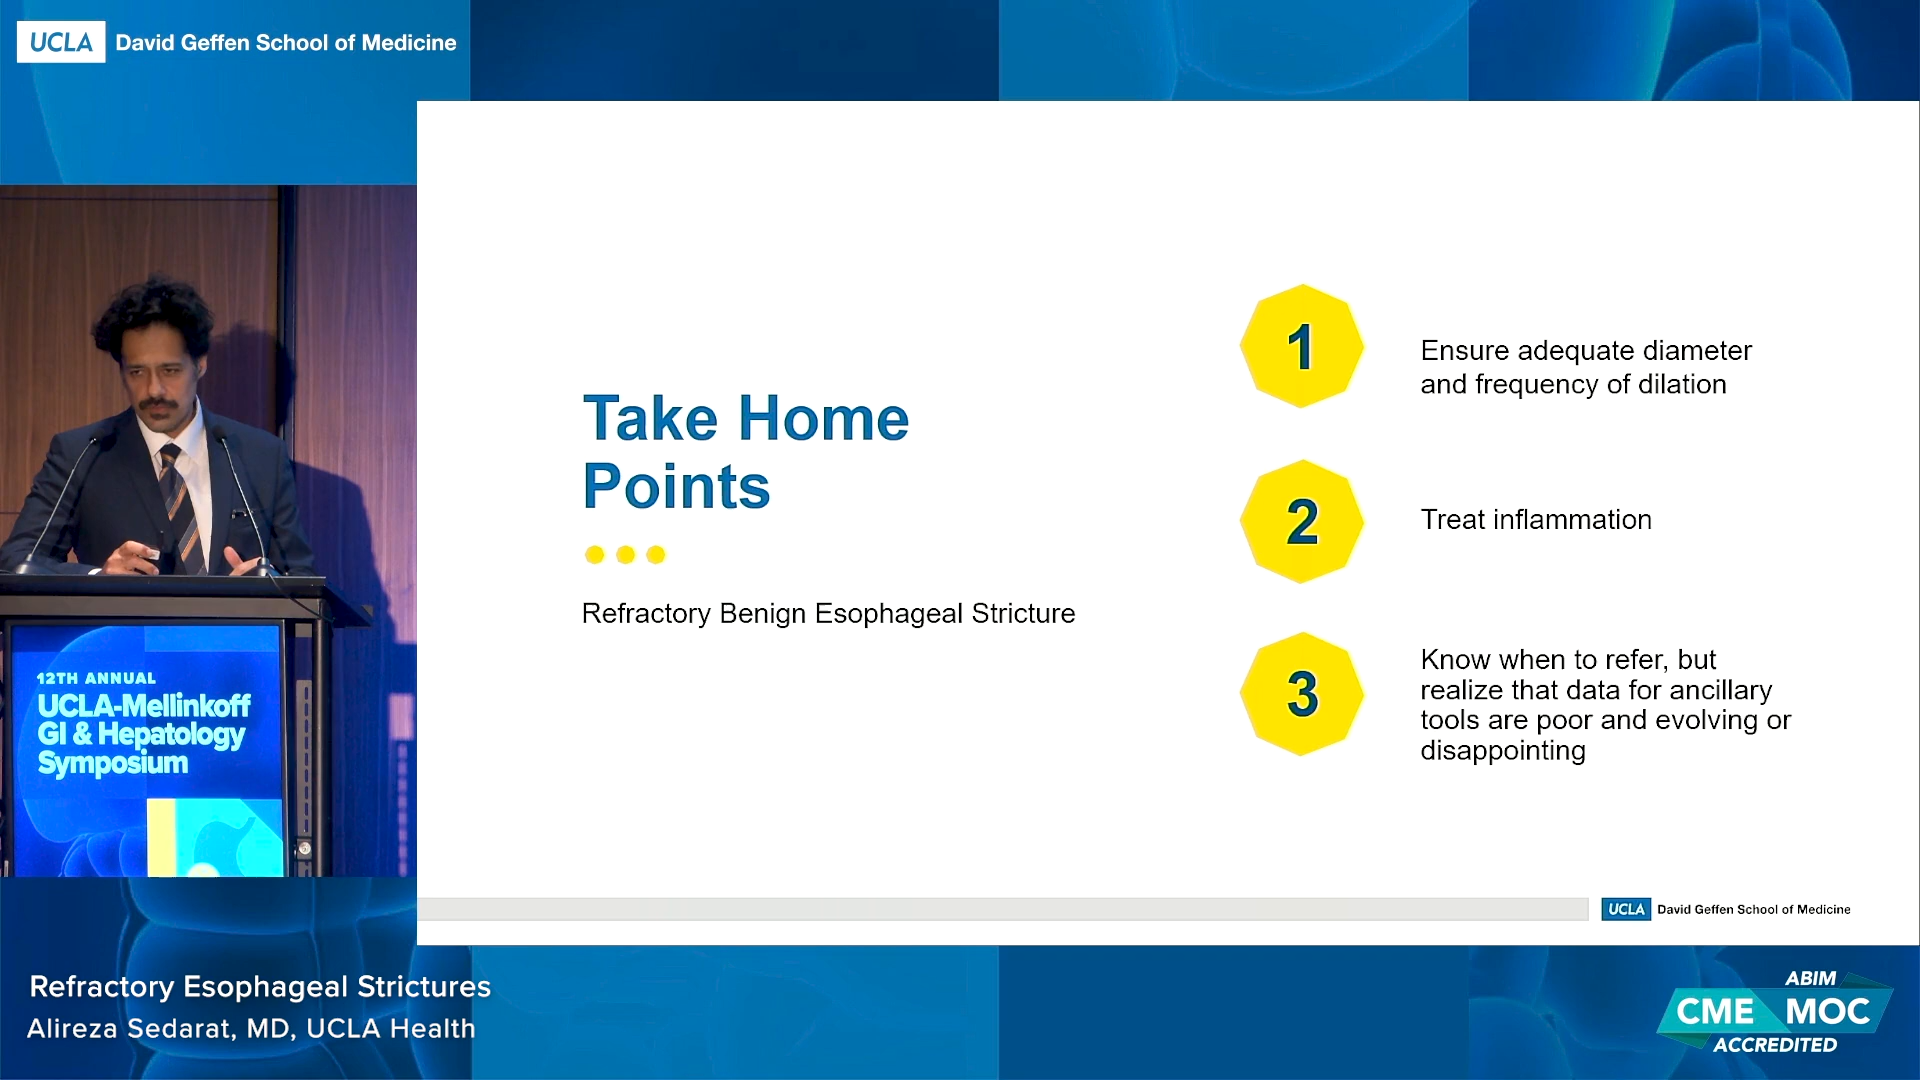 UCLA David Geffen School of Medicine
Take Home
Points
Refractory Benign Esophageal Stricture
1
Ensure adequate diameter
and frequency of dilation
2
Treat inflammation
3
Know when to refer, but
realize that data for ancillary
tools are poor and evolving or
disappointing
12TH ANNUAL
UCLA-Mellinkoff
GI & Hepatology
Symposium
UCLA David Geffen School of Medicine
Refractory Esophageal Strictures
Alireza Sedarat, MD, UCLA Health
ABIM
CME MOC
ACCREDITED